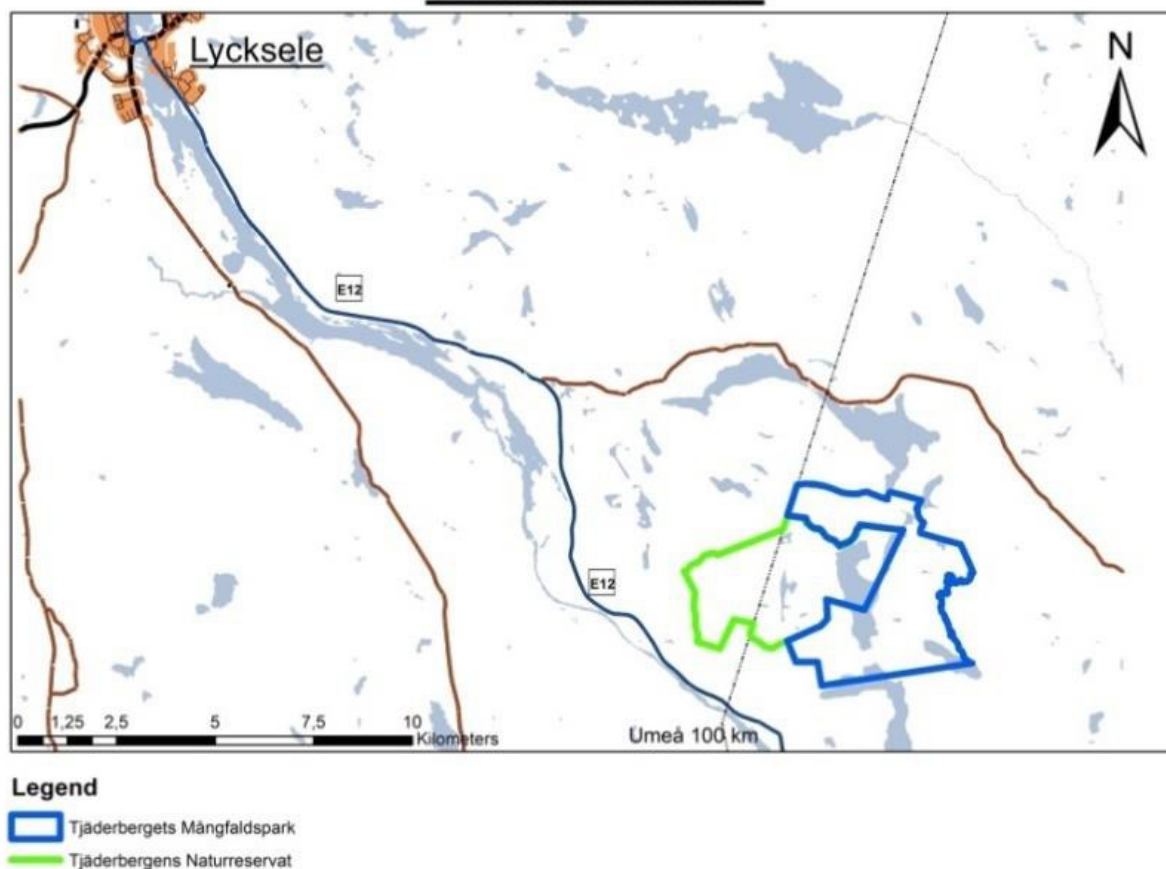 Lycksele
N
E12
E12
0 1,25 2,5 5 7,5 10
Kilometers
Umeå 100 km
Legend
Tjäderbergets Mångfaldspark
Tjäderbergens Naturreservat